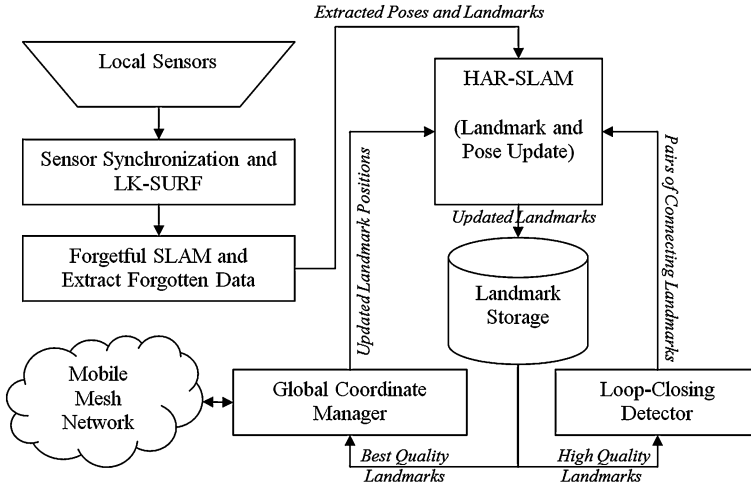 Extracted Poses and Landmarks
Local Sensors
HAR-SLAM
(Landmark and
Pose Update)
Sensor Synchronization and
LK-SURF
Updated Landmark Positions
Pairs of Connecting Landmarks
Forgetful SLAM and
Extract Forgotten Data
Updated Landmarks
Landmark
Storage
Mobile
Mesh
Network
Global Coordinate
Manager
Loop-Closing
Detector
Best Quality
Landmarks
High Quality
Landmarks